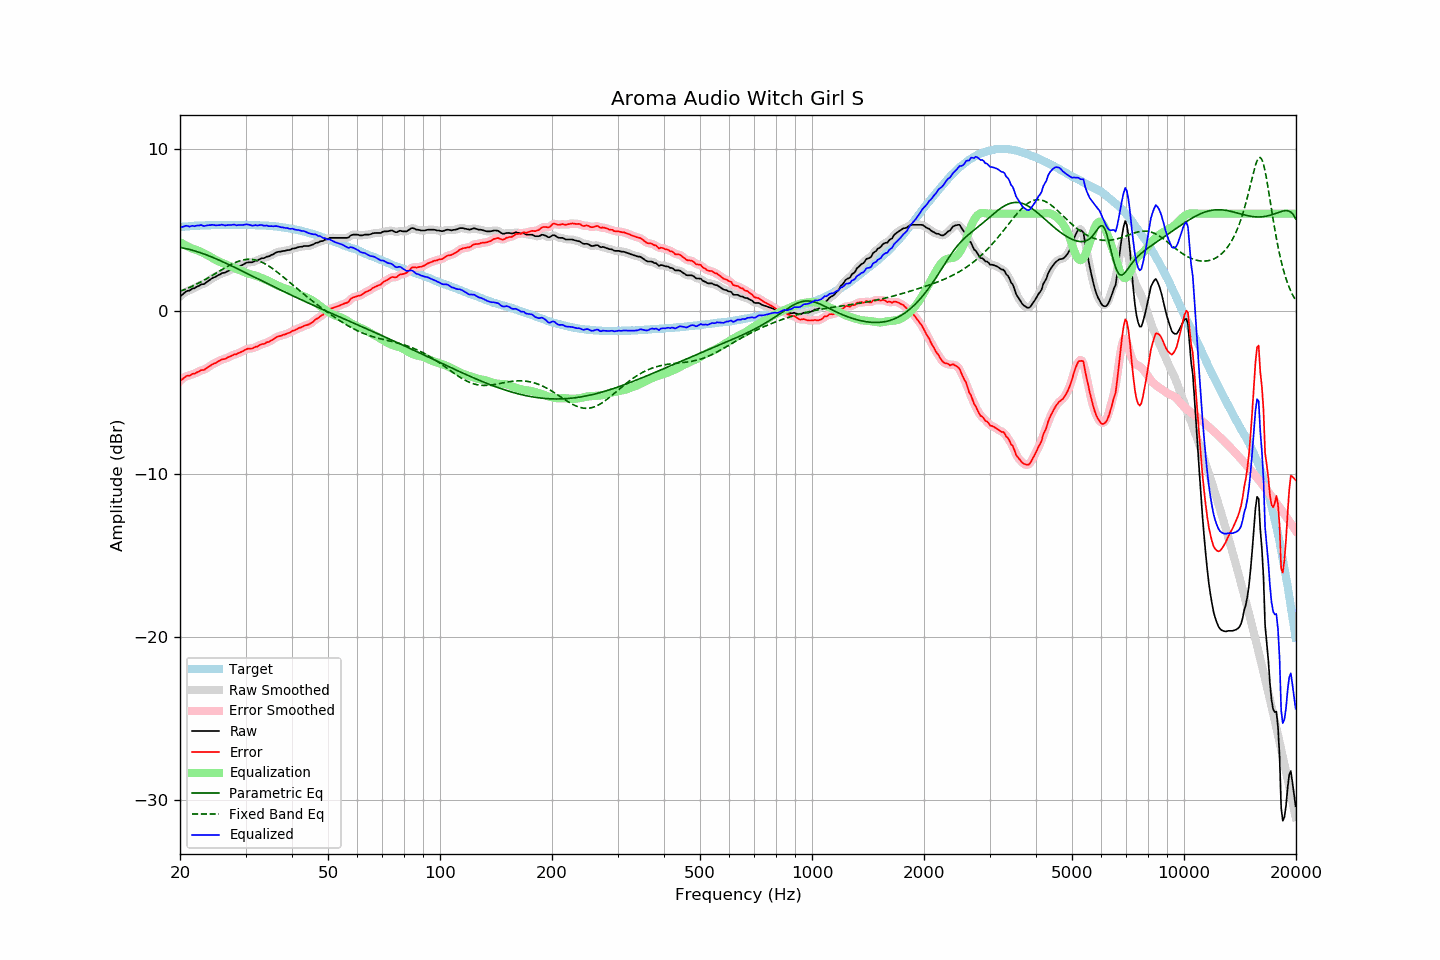 Aroma Audio Witch Girl S
Amplitude (dBr)
10
0
−10
−20
−30
Target
Raw Smoothed
Error Smoothed
Raw
Error
Equalization
Parametric Eq
Fixed Band Eq
Equalized
20 50 100 200 500 1000 2000 5000 10000 20000
Frequency (Hz)